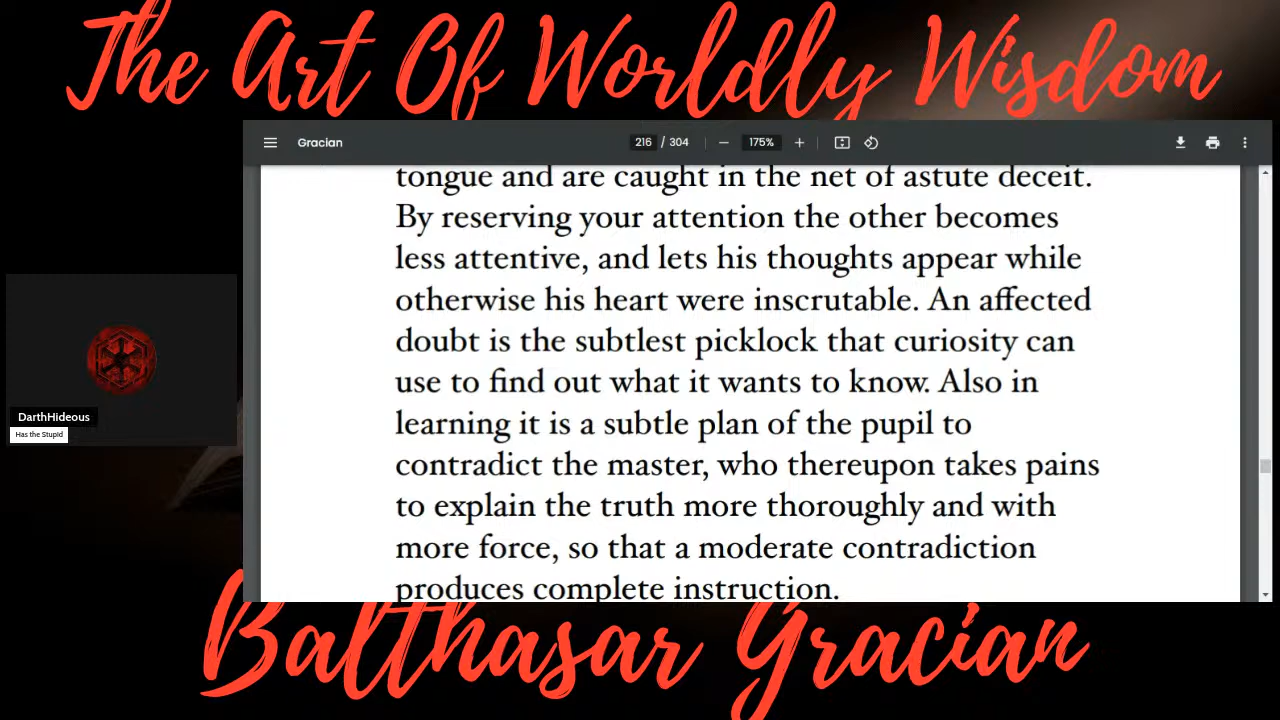 The Art Of Worldly Wisdom
Gracian
216 / 304
175%
tongue and are caught in the net of astute deceit.
By reserving your attention the other becomes
less attentive, and lets his thoughts appear while
otherwise his heart were inscrutable. An affected
doubt is the subtlest picklock that curiosity can
use to find out what it wants to know. Also in
learning it is a subtle plan of the pupil to
contradict the master, who thereupon takes pains
to explain the truth more thoroughly and with
more force, so that a moderate contradiction
produces complete instruction.
DarthHideous
Has the Stupid
Balthasar Gracian